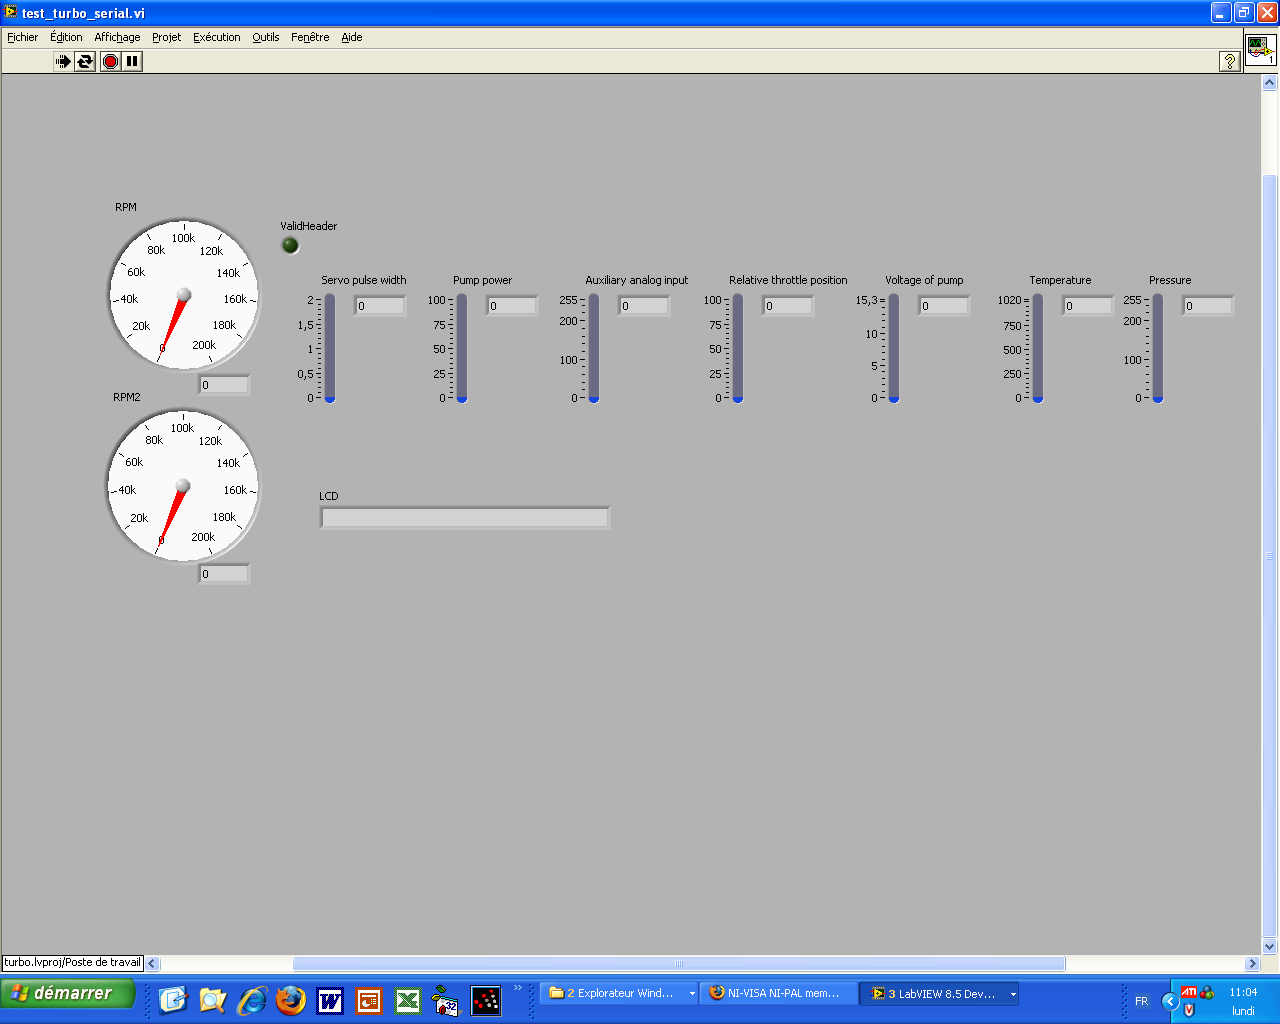 test_turbo_serial.vi
Fichier Édition Affichage Projet Exécution Outils Fenêtre Aide
?
1
RPM
0
20k
40k
60k
80k
100k
120k
140k
160k
180k
200k
0
ValidHeader
Servo pulse width
2
1,5
1
0,5
0
0
Pump power
100
75
50
25
0
0
Auxiliary analog input
255
200
100
0
0
Relative throttle position
100
75
50
25
0
0
Voltage of pump
15,3
10
5
0
0
Temperature
1020
750
500
250
0
0
Pressure
255
200
100
0
0
RPM2
0
20k
40k
60k
80k
100k
120k
140k
160k
180k
200k
0
LCD
turbo.lvproj/Poste de travail
démarrer
W
X
32
»
2 Explorateur Wind...
NI-VISA NI-PAL mem...
3 LabVIEW 8.5 Dev...
FR
ATI
V
11:04
lundi